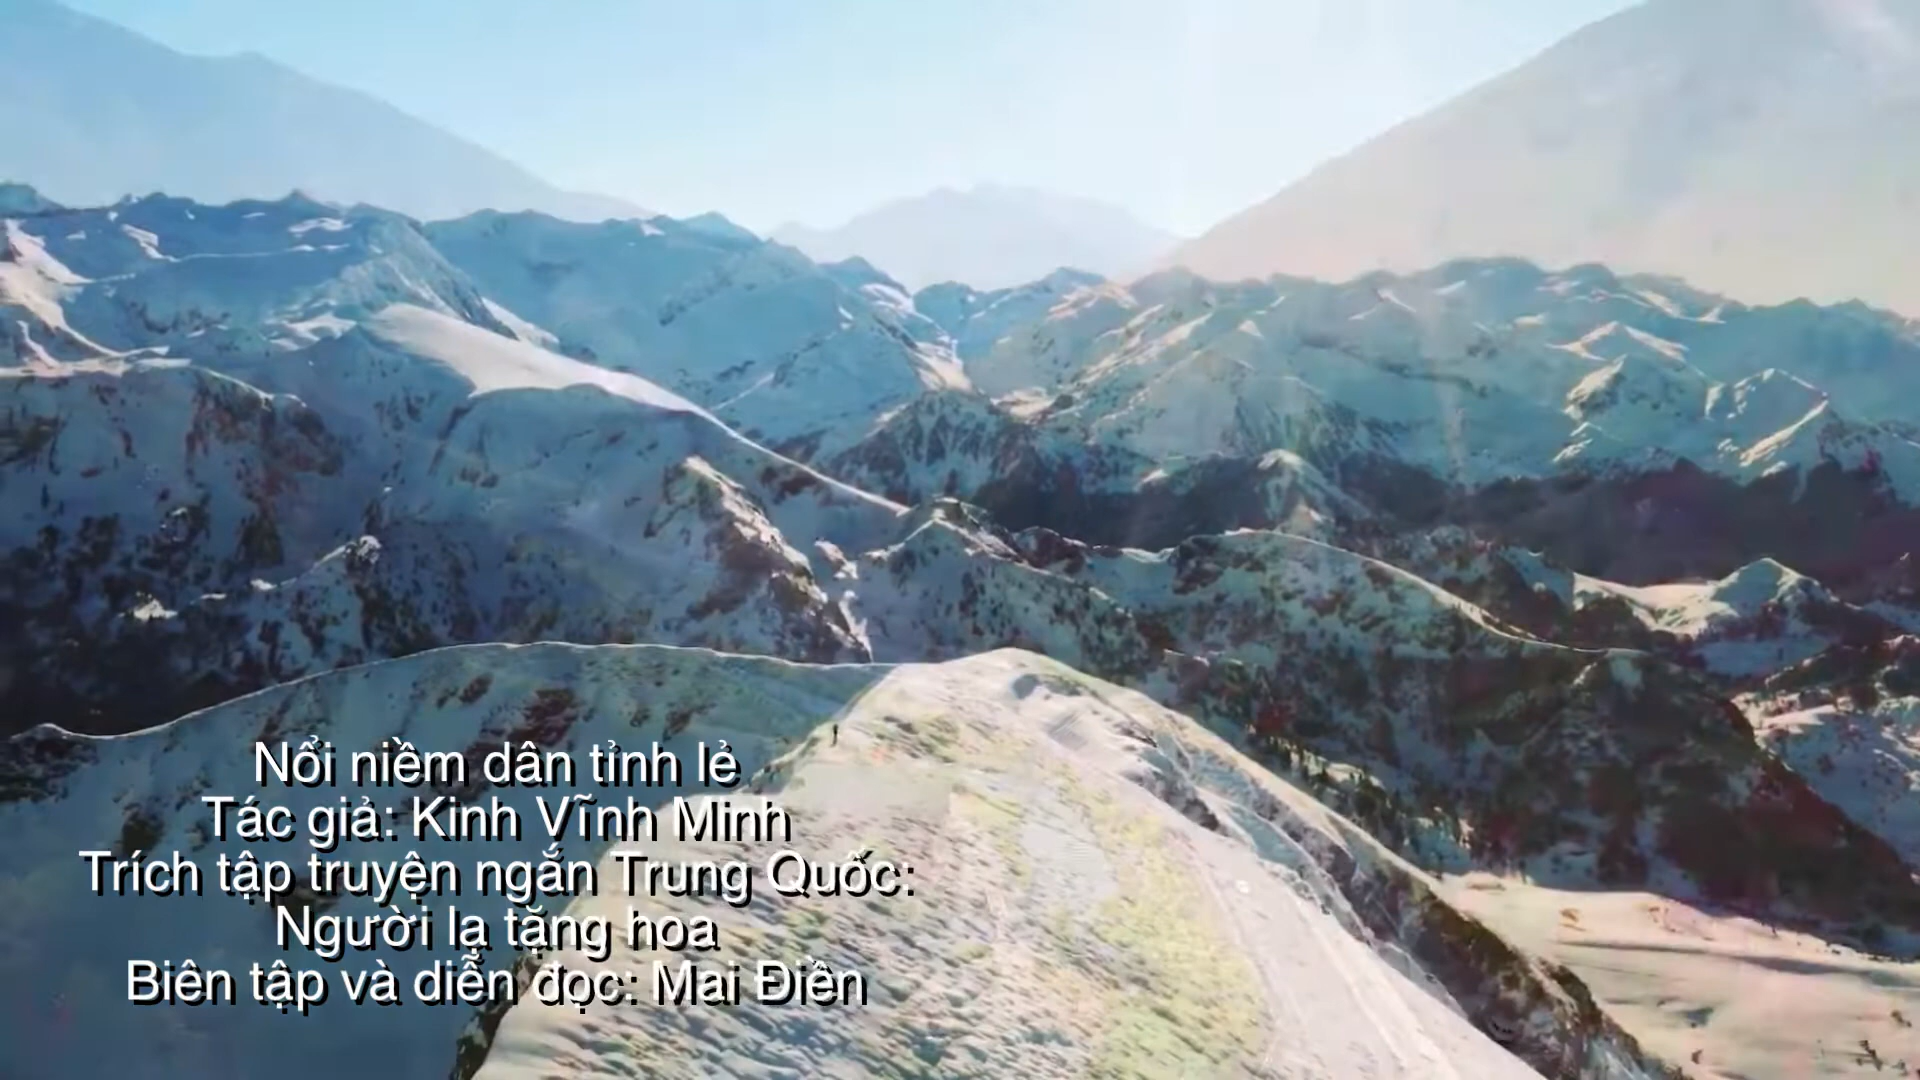 Nổi niềm dân tỉnh lẻ
Tác giả: Kinh Vĩnh Minh
Trích tập truyện ngắn Trung Quốc:
Người lạ tặng hoa
Biên tập và diễn đọc: Mai Điền